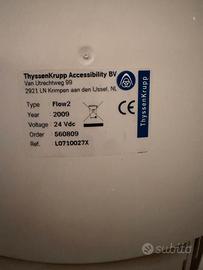 ThyssenKrupp Accessibility BV
Van Utrechtweg 99
2921 LN Krimpen aan den IJssel, NL
Type : Flow2
Year : 2009
Voltage : 24 Vdc
Order : 560809
Ref. : L0710027X
CE
ThyssenKrupp
subito